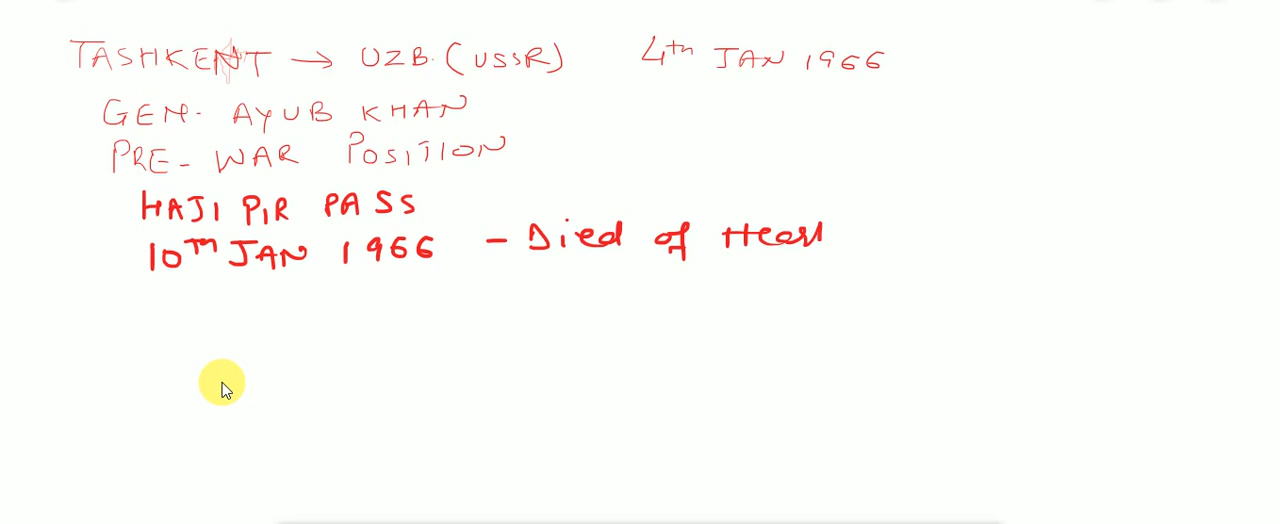 TASHKENT → UZB. (USSR) 4th JAN 1966
GEN. AYUB KHAN
PRE-WAR POSITION
HAJI PIR PASS
10TH JAN 1966 - Died of Heart